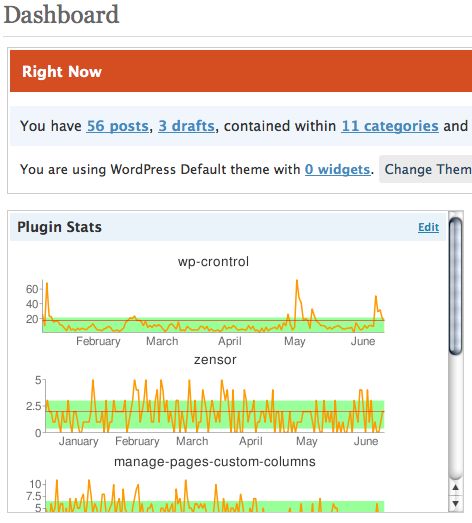 Dashboard
Right Now
You have 56 posts, 3 drafts, contained within 11 categories and
You are using WordPress Default theme with 0 widgets. Change Them
Plugin Stats Edit
wp-crontrol
60
40
20
February March April May June
zensor
5
2.5
0
January February March April May June
manage-pages-custom-columns
10
7.5
5